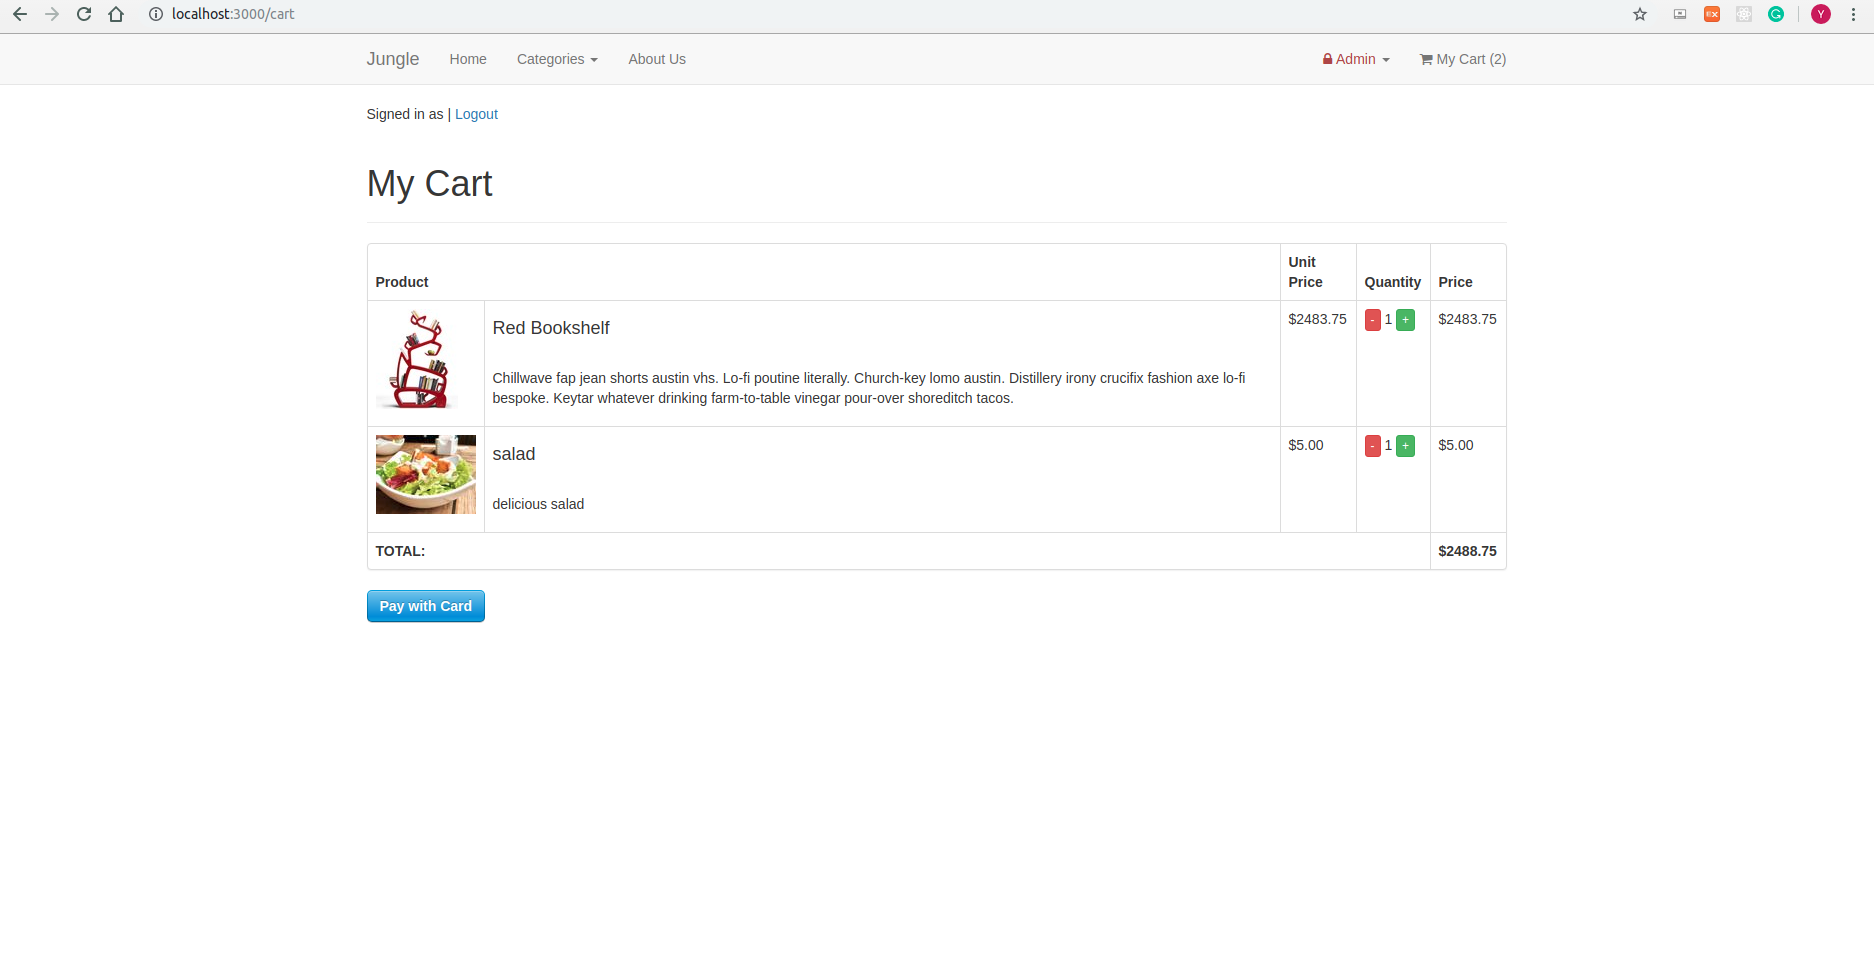 localhost:3000/cart
Y
Jungle Home Categories About Us Admin My Cart (2)
Signed in as | Logout
My Cart
Product Unit Price Quantity Price
Red Bookshelf $2483.75 - 1 + $2483.75
Chillwave fap jean shorts austin vhs. Lo-fi poutine literally. Church-key lomo austin. Distillery irony crucifix fashion axe lo-fi
bespoke. Keytar whatever drinking farm-to-table vinegar pour-over shoreditch tacos.
salad $5.00 - 1 + $5.00
delicious salad
TOTAL: $2488.75
Pay with Card